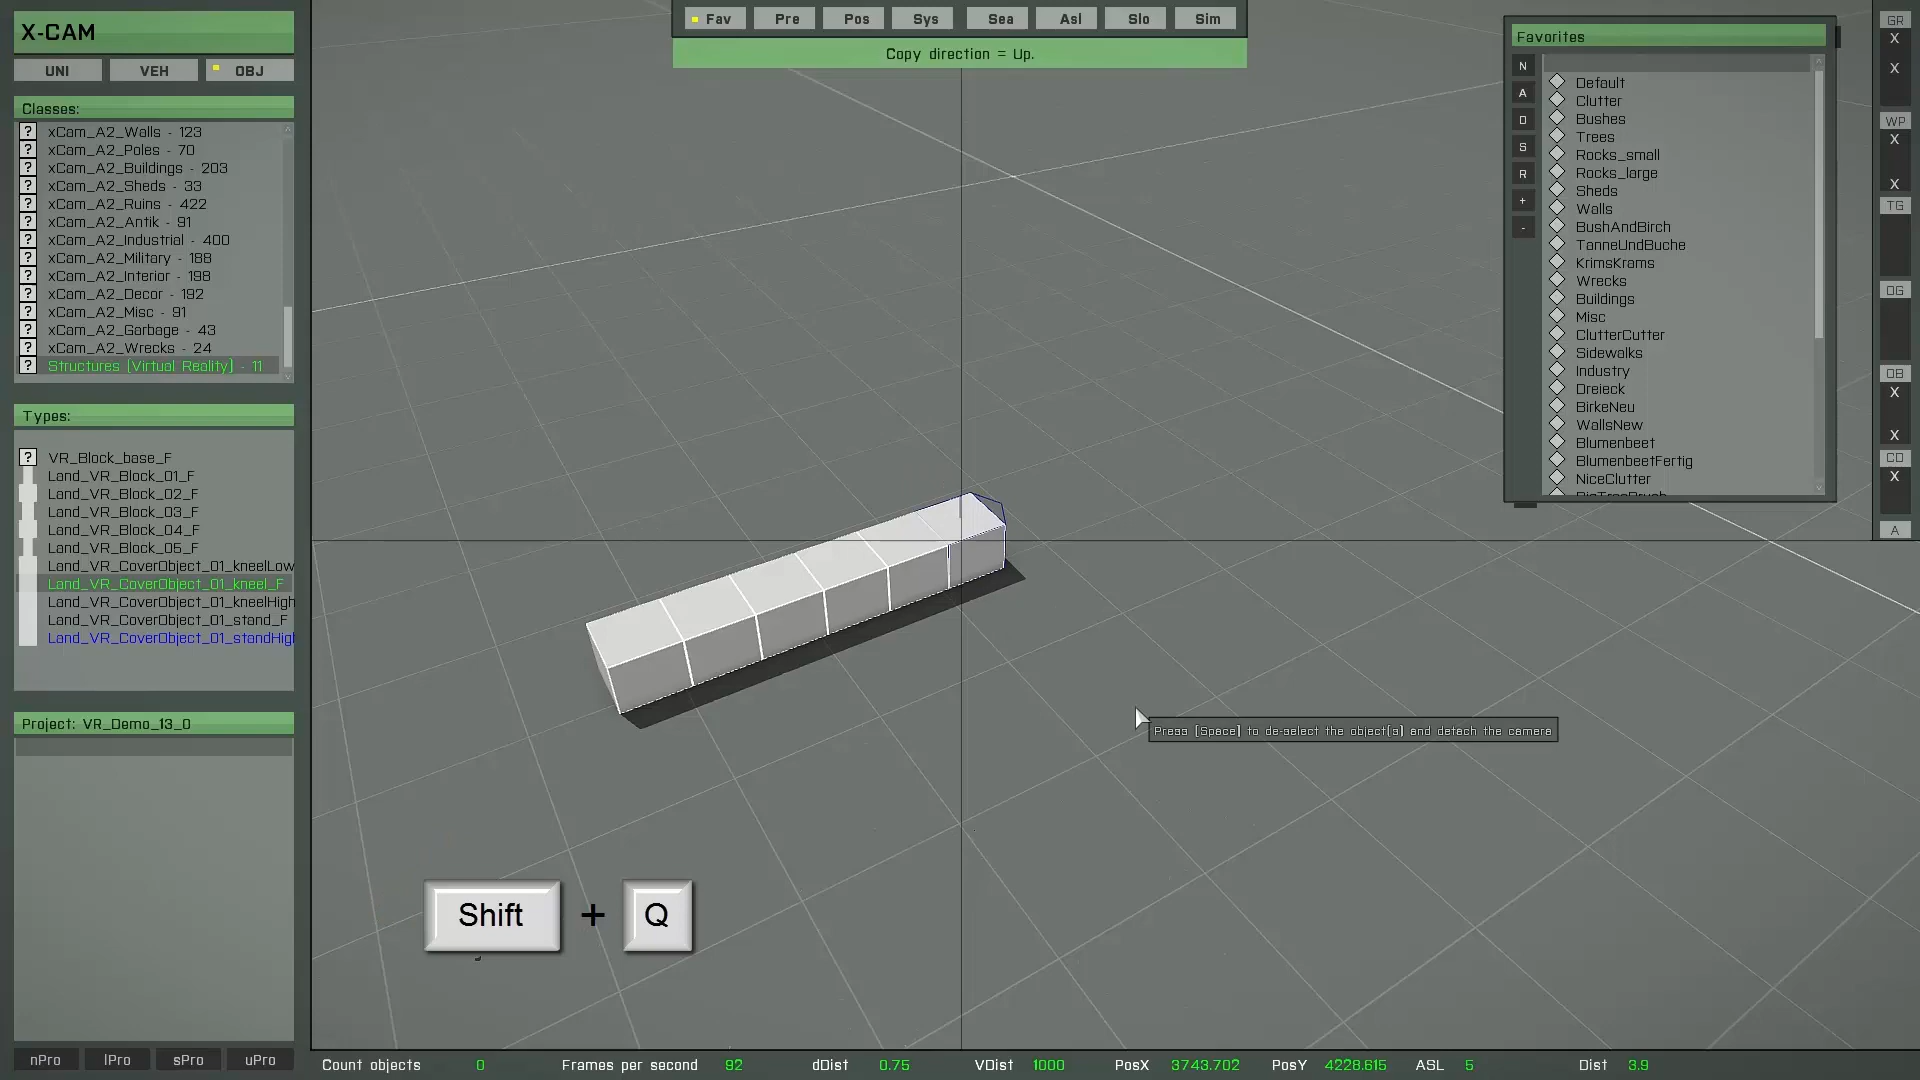 X-CAM
UNI VEH OBJ
Classes:
? xCam_A2_Walls - 123
? xCam_A2_Poles - 70
? xCam_A2_Buildings - 203
? xCam_A2_Sheds - 33
? xCam_A2_Ruins - 422
? xCam_A2_Antik - 91
? xCam_A2_Industrial - 400
? xCam_A2_Military - 188
? xCam_A2_Interior - 198
? xCam_A2_Decor - 192
? xCam_A2_Misc - 91
? xCam_A2_Garbage - 43
? xCam_A2_Wrecks - 24
? Structures (Virtual Reality) - 11
Types:
? VR_Block_base_F
Land_VR_Block_01_F
Land_VR_Block_02_F
Land_VR_Block_03_F
Land_VR_Block_04_F
Land_VR_Block_05_F
Land_VR_CoverObject_01_kneelLow
Land_VR_CoverObject_01_kneel_F
Land_VR_CoverObject_01_kneelHigh
Land_VR_CoverObject_01_stand_F
Land_VR_CoverObject_01_standHigh
Project: VR_Demo_13_0
nPro lPro sPro uPro
Fav Pre Pos Sys Sea Asl Slo Sim
Copy direction = Up.
Press [Space] to de-select the object(s) and detach the camera
Shift + Q
Favorites
N
A
D
S
R
+
-
Default
Clutter
Bushes
Trees
Rocks_small
Rocks_large
Sheds
Walls
BushAndBirch
TanneUndBuche
KrimsKrams
Wrecks
Buildings
Misc
ClutterCutter
Sidewalks
Industry
Dreieck
BirkeNeu
WallsNew
Blumenbeet
BlumenbeetFertig
NiceClutter
GR
X
X
WP
X
X
TG
OG
OB
X
X
CO
X
A
Count objects 0 Frames per second 92 dDist 0.75 VDist 1000 PosX 3743.702 PosY 4228.615 ASL 5 Dist 3.9